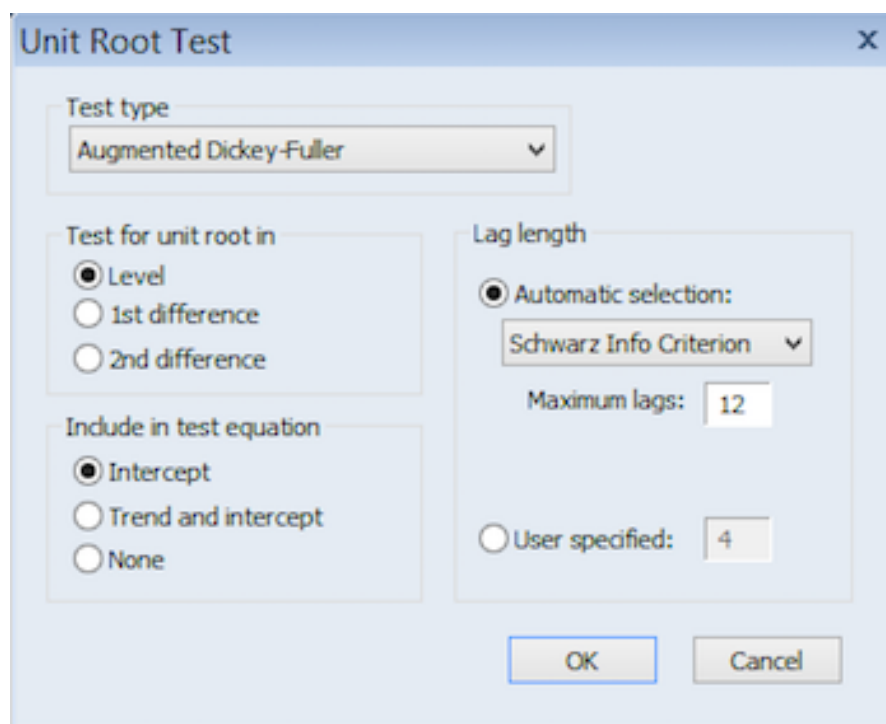 Unit Root Test
x
Test type
Augmented Dickey-Fuller
Test for unit root in
Level
1st difference
2nd difference
Include in test equation
Intercept
Trend and intercept
None
Lag length
Automatic selection:
Schwarz Info Criterion
Maximum lags: 12
User specified: 4
OK Cancel